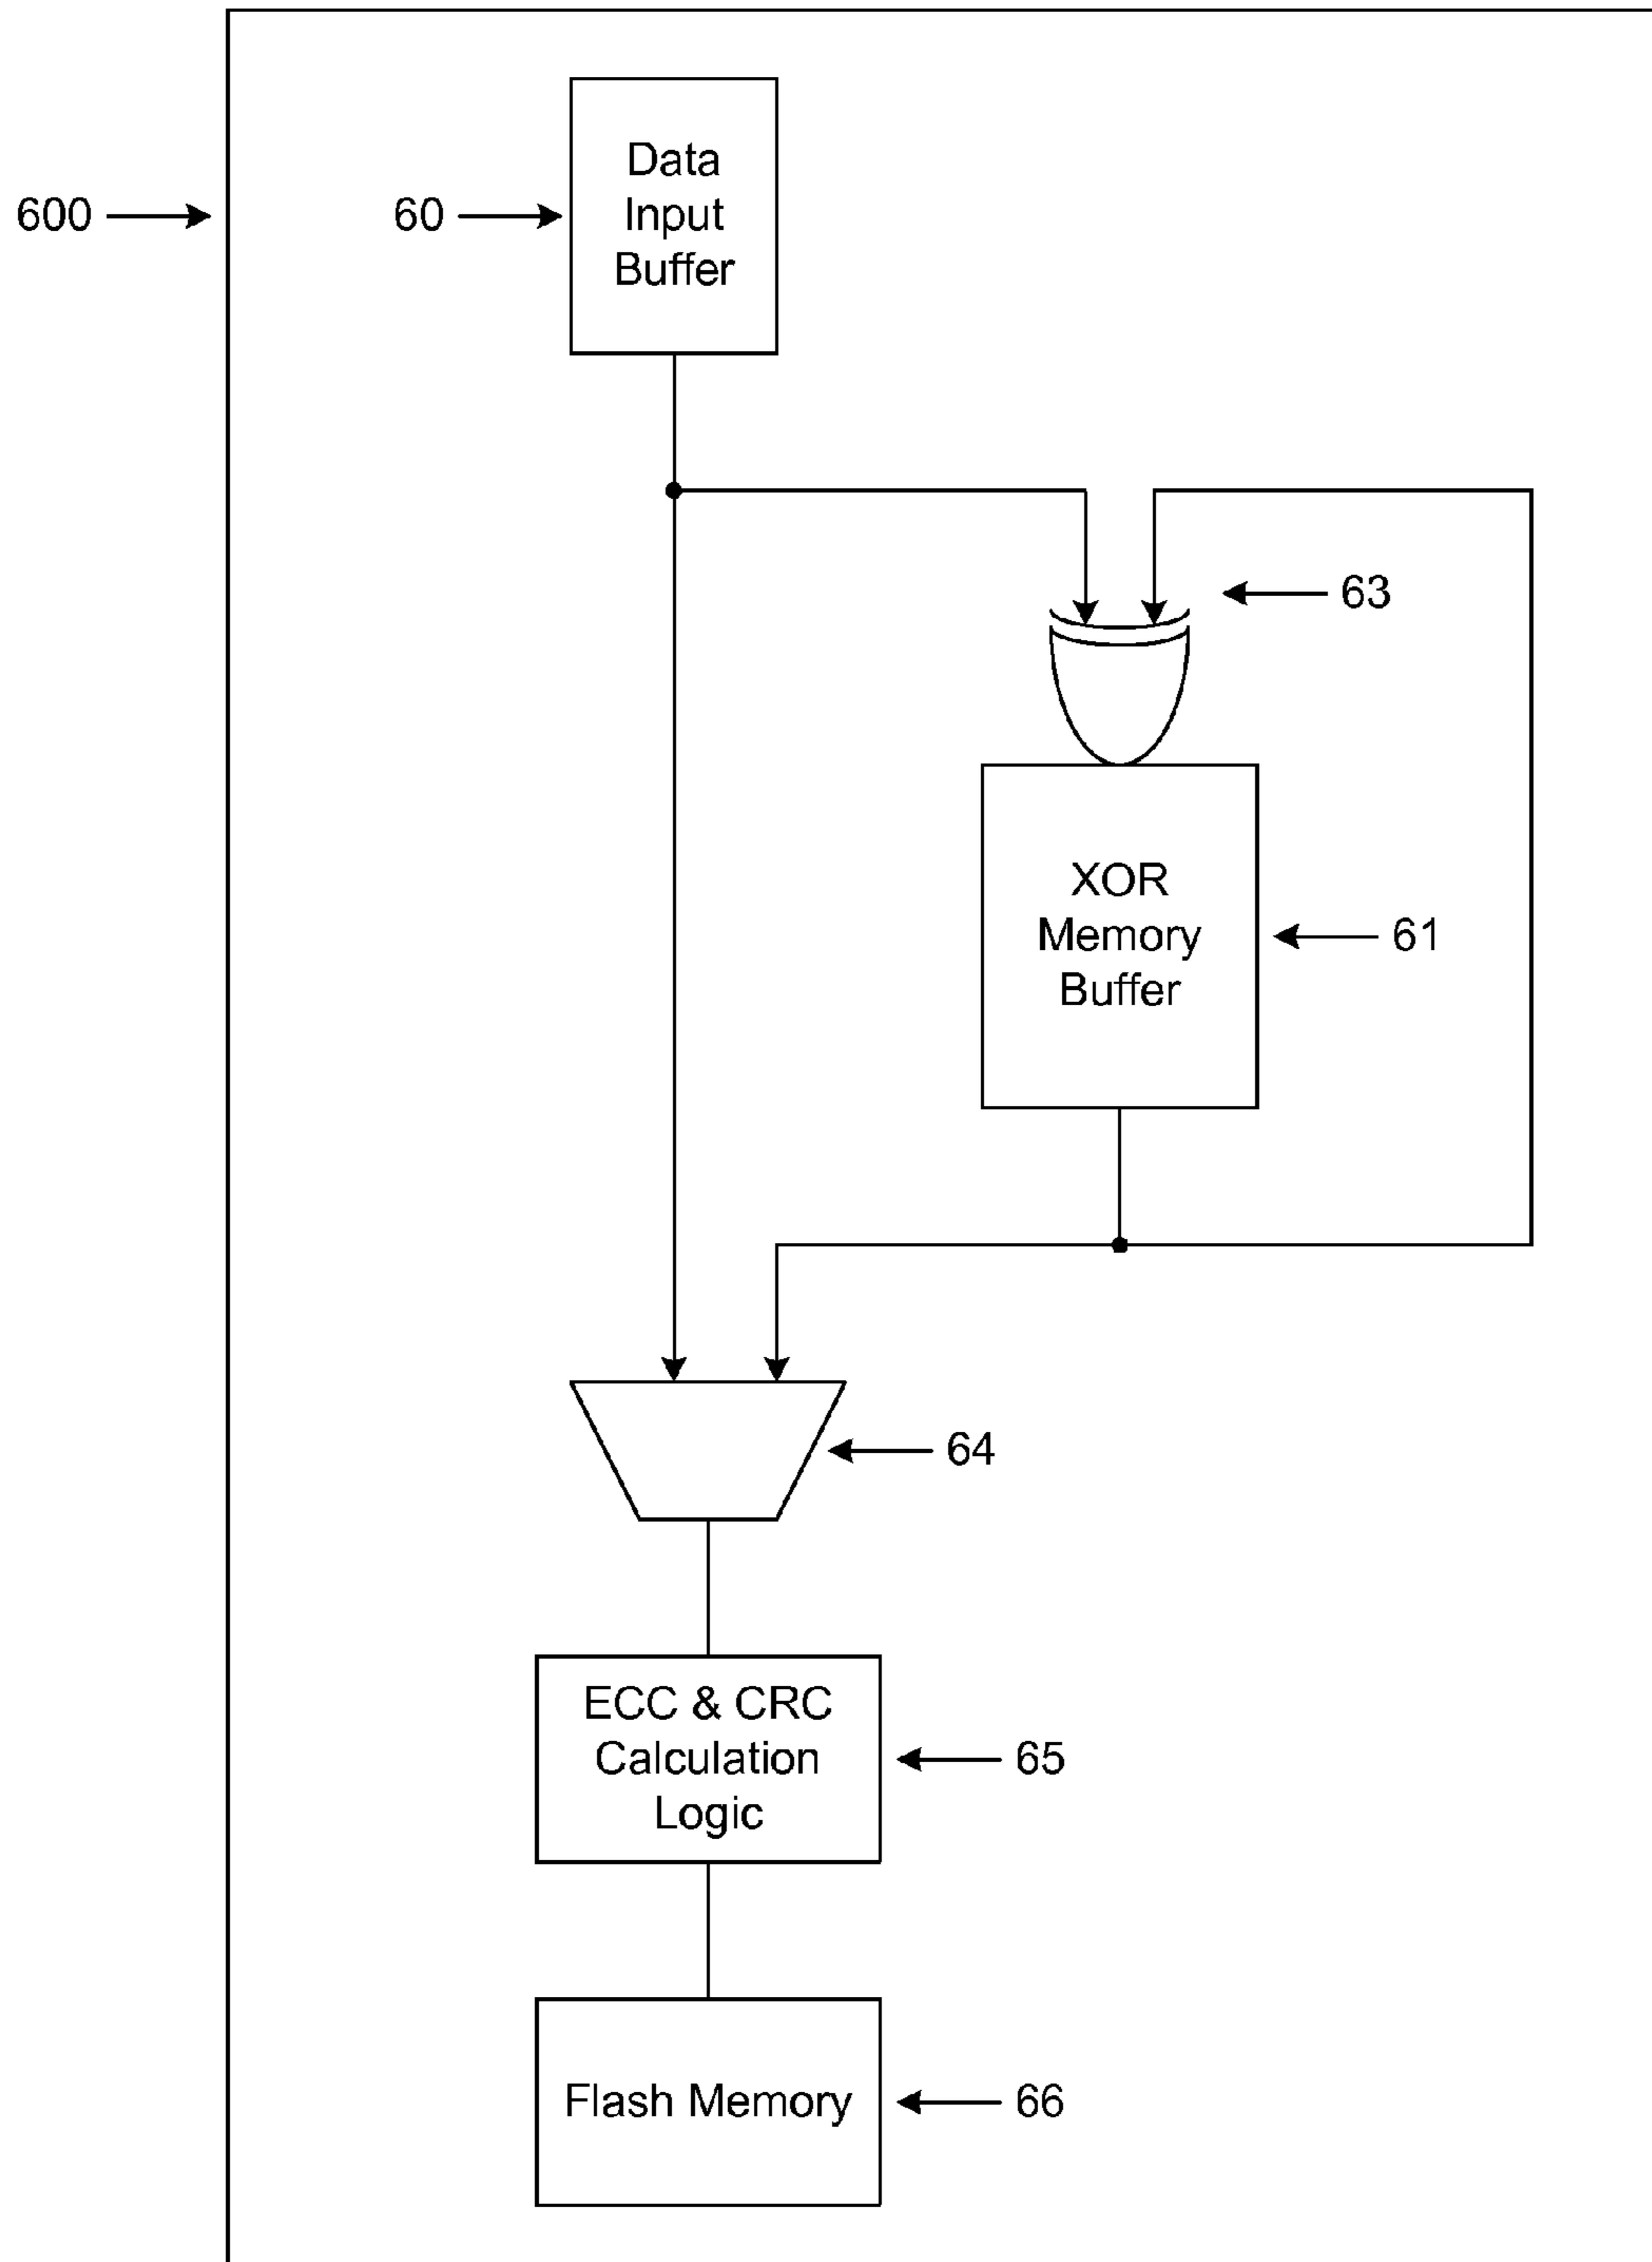 Data
Input
Buffer
600
60
63
XOR
Memory
Buffer
61
64
ECC & CRC
Calculation
Logic
65
Flash Memory
66